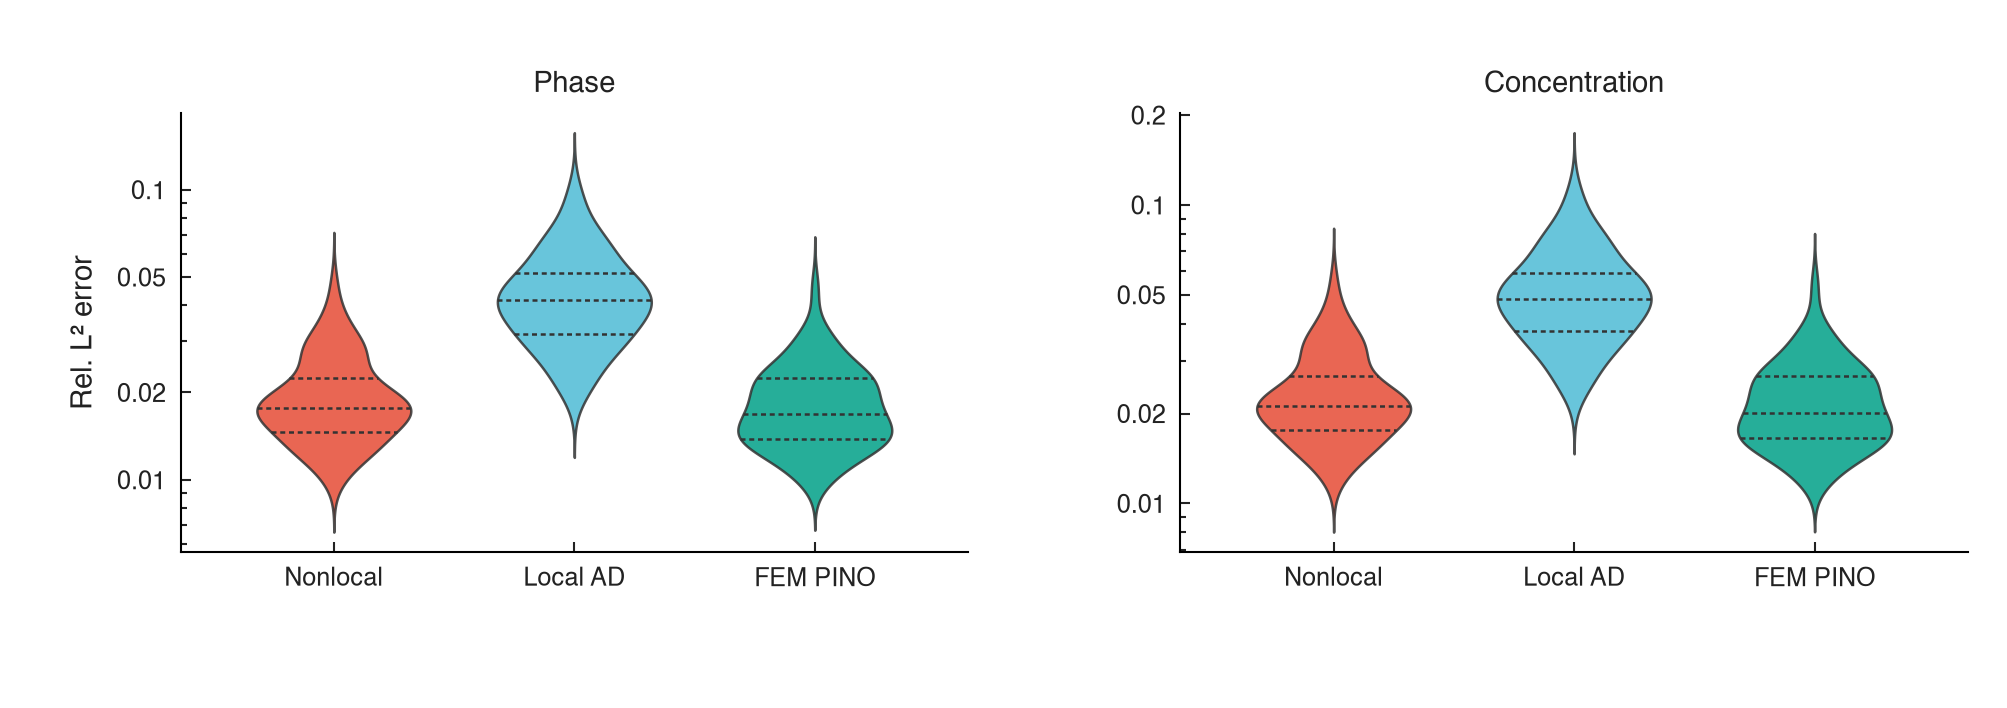 Phase
Rel. L² error
0.1
0.05
0.02
0.01
Nonlocal
Local AD
FEM PINO
Concentration
0.2
0.1
0.05
0.02
0.01
Nonlocal
Local AD
FEM PINO